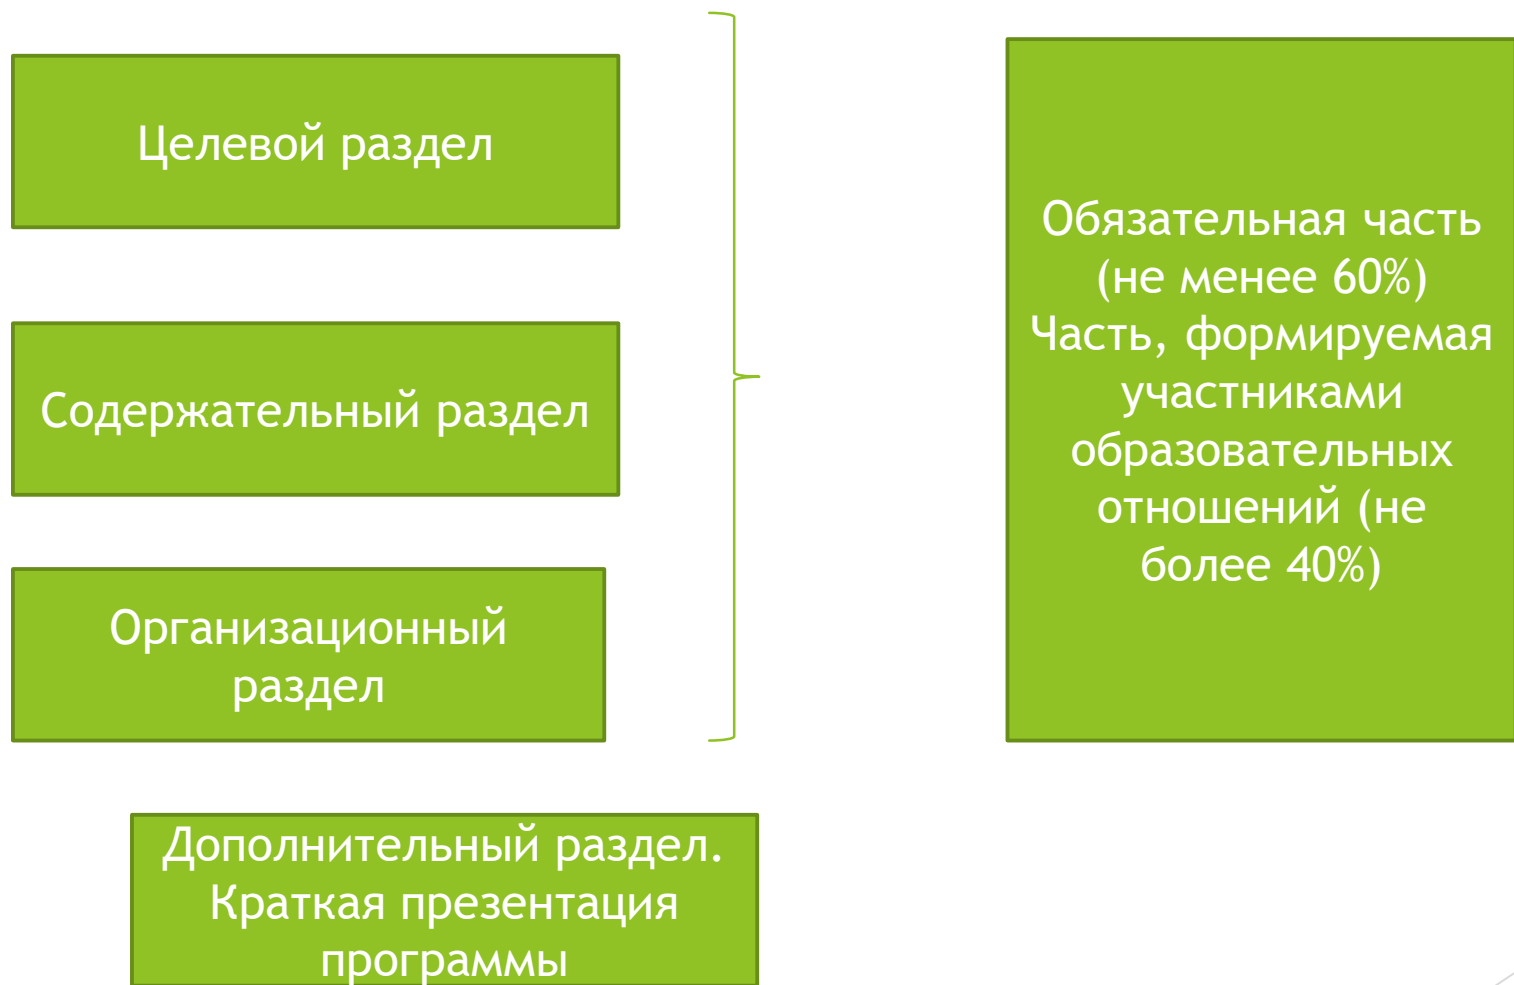 Целевой раздел
Содержательный раздел
Организационный
раздел
Дополнительный раздел.
Краткая презентация
программы
Обязательная часть
(не менее 60%)
Часть, формируемая
участниками
образовательных
отношений (не
более 40%)